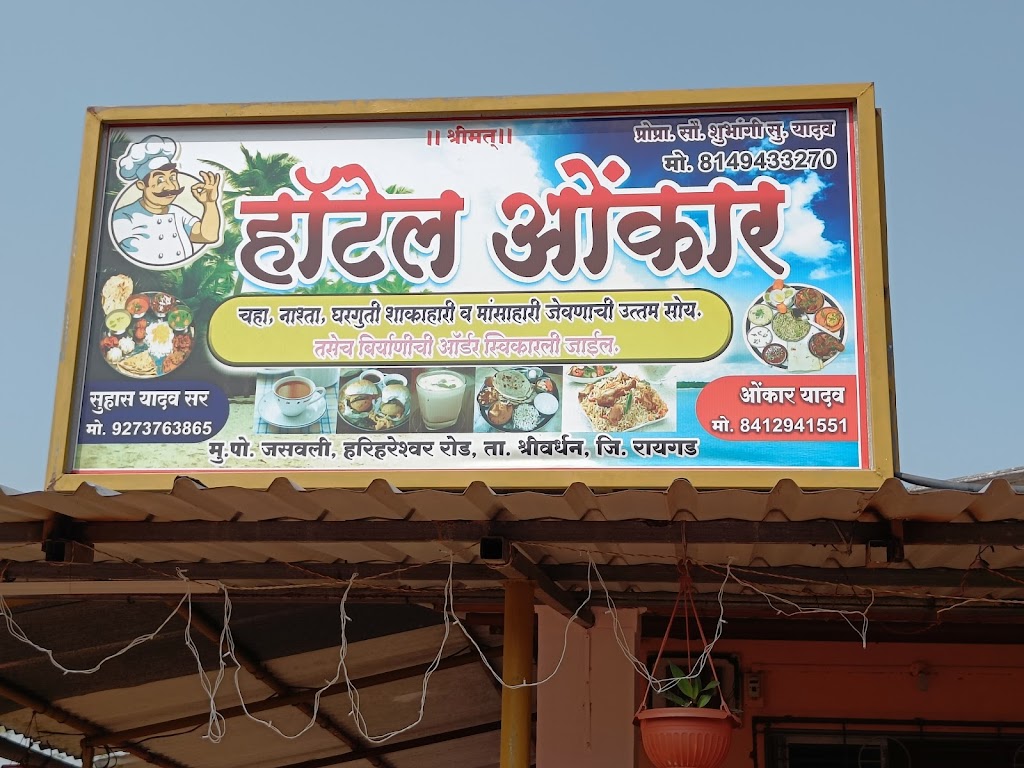 ।। श्रीमत्।।
प्रोप्रा. सौ. शुभांगी सु. यादव
मो. 8149433270
हॉटेल ओंकार
चहा, नाश्ता, घरगुती शाकाहारी व मांसाहारी जेवणाची उत्तम सोय.
तसेच बिर्याणीची ऑर्डर स्विकारली जाईल.
सुहास यादव सर
मो. 9273763865
ओंकार यादव
मो. 8412941551
मु.पो. जसवली, हरिहरेश्वर रोड, ता. श्रीवर्धन, जि. रायगड